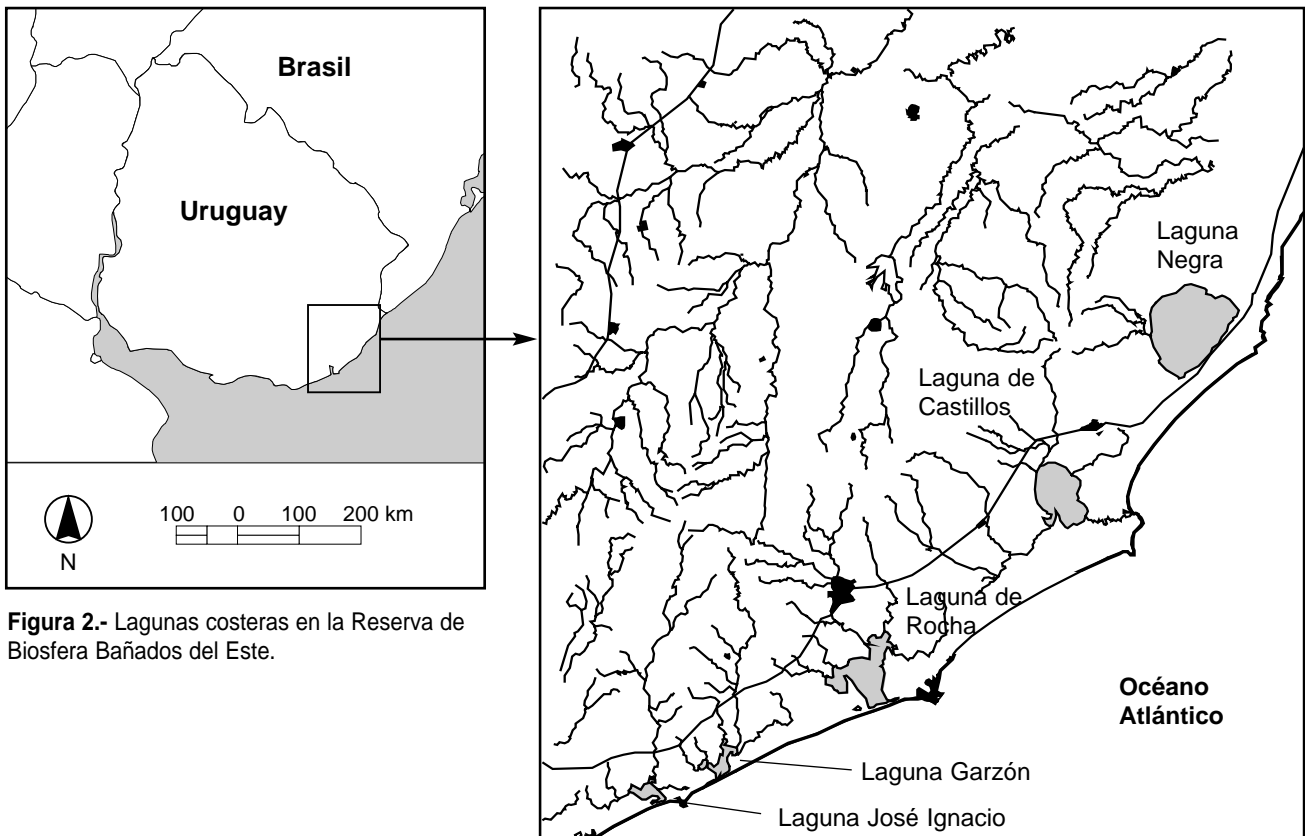 Brasil
Uruguay
100 0 100 200 km
N
Figura 2.- Lagunas costeras en la Reserva de
Biosfera Bañados del Este.
Laguna
Negra
Laguna de
Castillos
Laguna de
Rocha
Océano
Atlántico
Laguna Garzón
Laguna José Ignacio